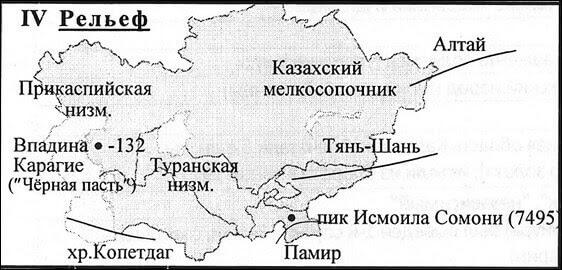 IV Рельеф
Алтай
Казахский
мелкосопочник
Прикаспийская
низм.
Впадина • -132
Карагие
("Чёрная пасть")
Тянь-Шань
Туранская
низм.
пик Исмоила Сомони (7495)
хр.Копетдаг
Памир